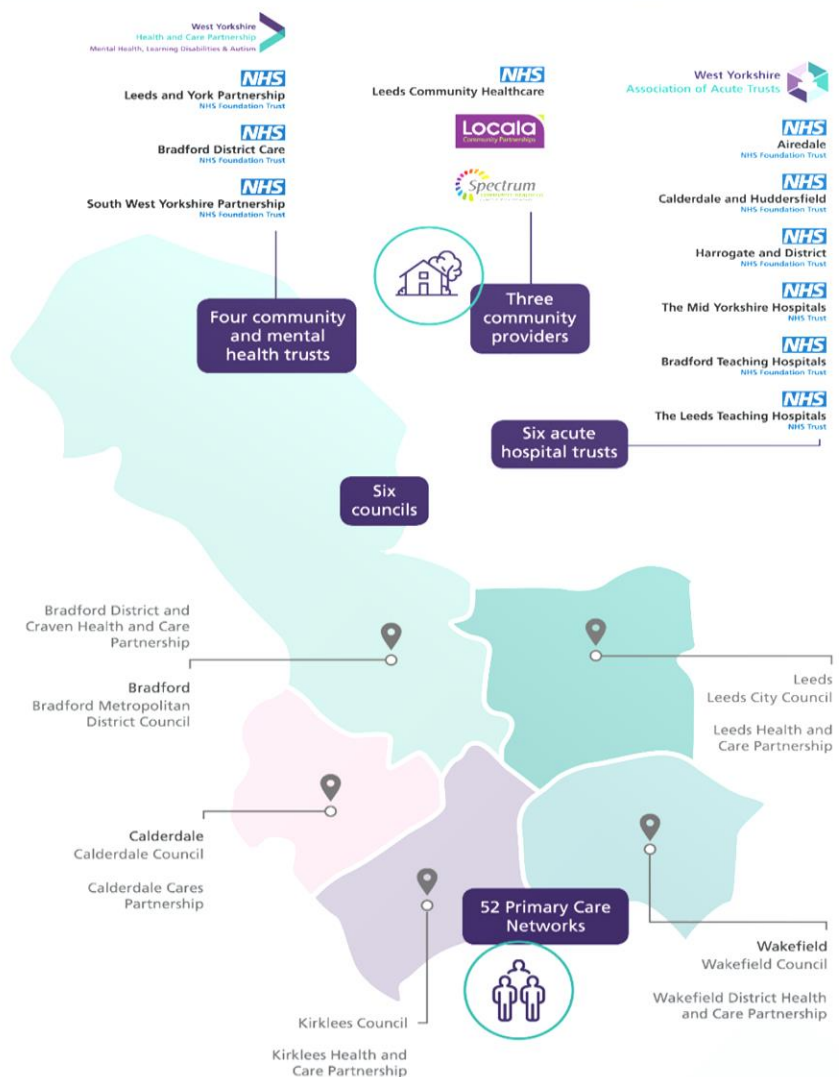 West Yorkshire
Health and Care Partnership
Mental Health, Learning Disabilities & Autism
NHS
Leeds and York Partnership
NHS Foundation Trust
NHS
Bradford District Care
NHS Foundation Trust
NHS
South West Yorkshire Partnership
NHS Foundation Trust
Four community
and mental
health trusts
NHS
Leeds Community Healthcare
Locala
Community Partnerships
Spectrum
Three
community
providers
West Yorkshire
Association of Acute Trusts
NHS
Airedale
NHS Foundation Trust
NHS
Calderdale and Huddersfield
NHS Foundation Trust
NHS
Harrogate and District
NHS Foundation Trust
NHS
The Mid Yorkshire Hospitals
NHS Trust
NHS
Bradford Teaching Hospitals
NHS Foundation Trust
NHS
The Leeds Teaching Hospitals
NHS Trust
Six acute
hospital trusts
Six
councils
Bradford District and
Craven Health and Care
Partnership
Bradford
Bradford Metropolitan
District Council
Leeds
Leeds City Council
Leeds Health and
Care Partnership
Calderdale
Calderdale Council
Calderdale Cares
Partnership
52 Primary Care
Networks
Wakefield
Wakefield Council
Wakefield District Health
and Care Partnership
Kirklees Council
Kirklees Health and
Care Partnership